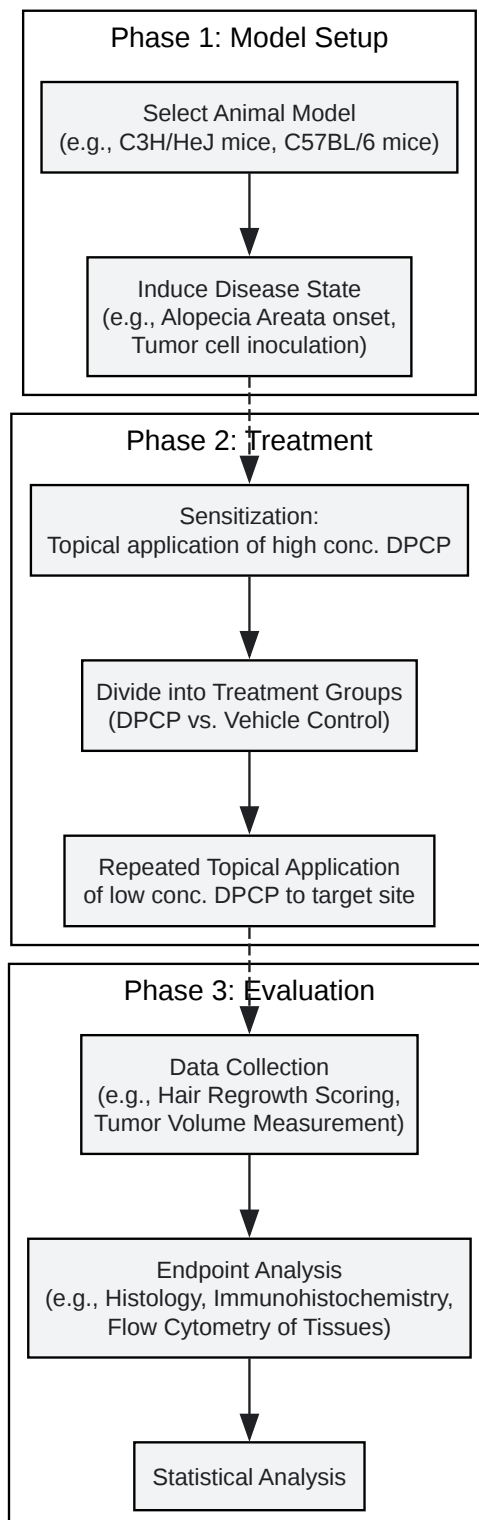 Phase 1: Model Setup
Select Animal Model
(e.g., C3H/HeJ mice, C57BL/6 mice)
Induce Disease State
(e.g., Alopecia Areata onset,
Tumor cell inoculation)
Phase 2: Treatment
Sensitization:
Topical application of high conc. DPCP
Divide into Treatment Groups
(DPCP vs. Vehicle Control)
Repeated Topical Application
of low conc. DPCP to target site
Phase 3: Evaluation
Data Collection
(e.g., Hair Regrowth Scoring,
Tumor Volume Measurement)
Endpoint Analysis
(e.g., Histology, Immunohistochemistry,
Flow Cytometry of Tissues)
Statistical Analysis